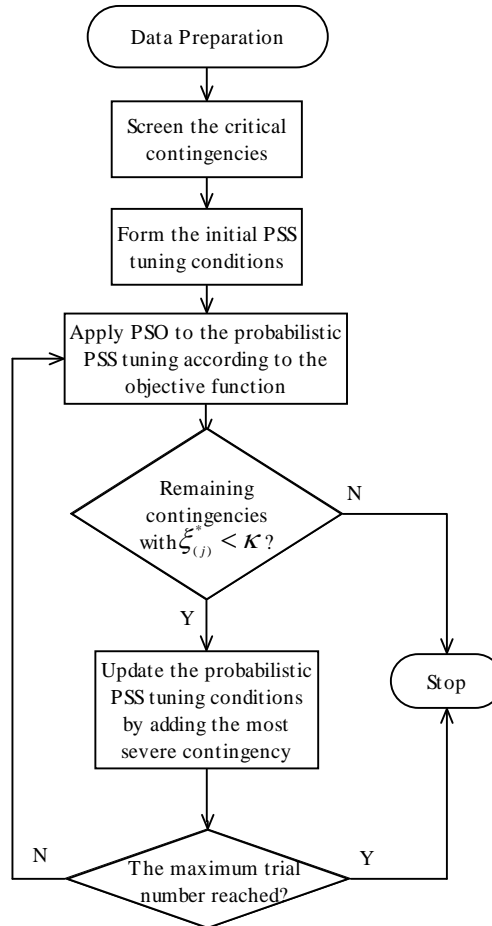 Data Preparation
Screen the critical
contingencies
Form the initial PSS
tuning conditions
Apply PSO to the probabilistic
PSS tuning according to the
objective function
Remaining
contingencies
with ξ*(j) < κ ?
N
Y
Update the probabilistic
PSS tuning conditions
by adding the most
severe contingency
Stop
N
The maximum trial
number reached?
Y